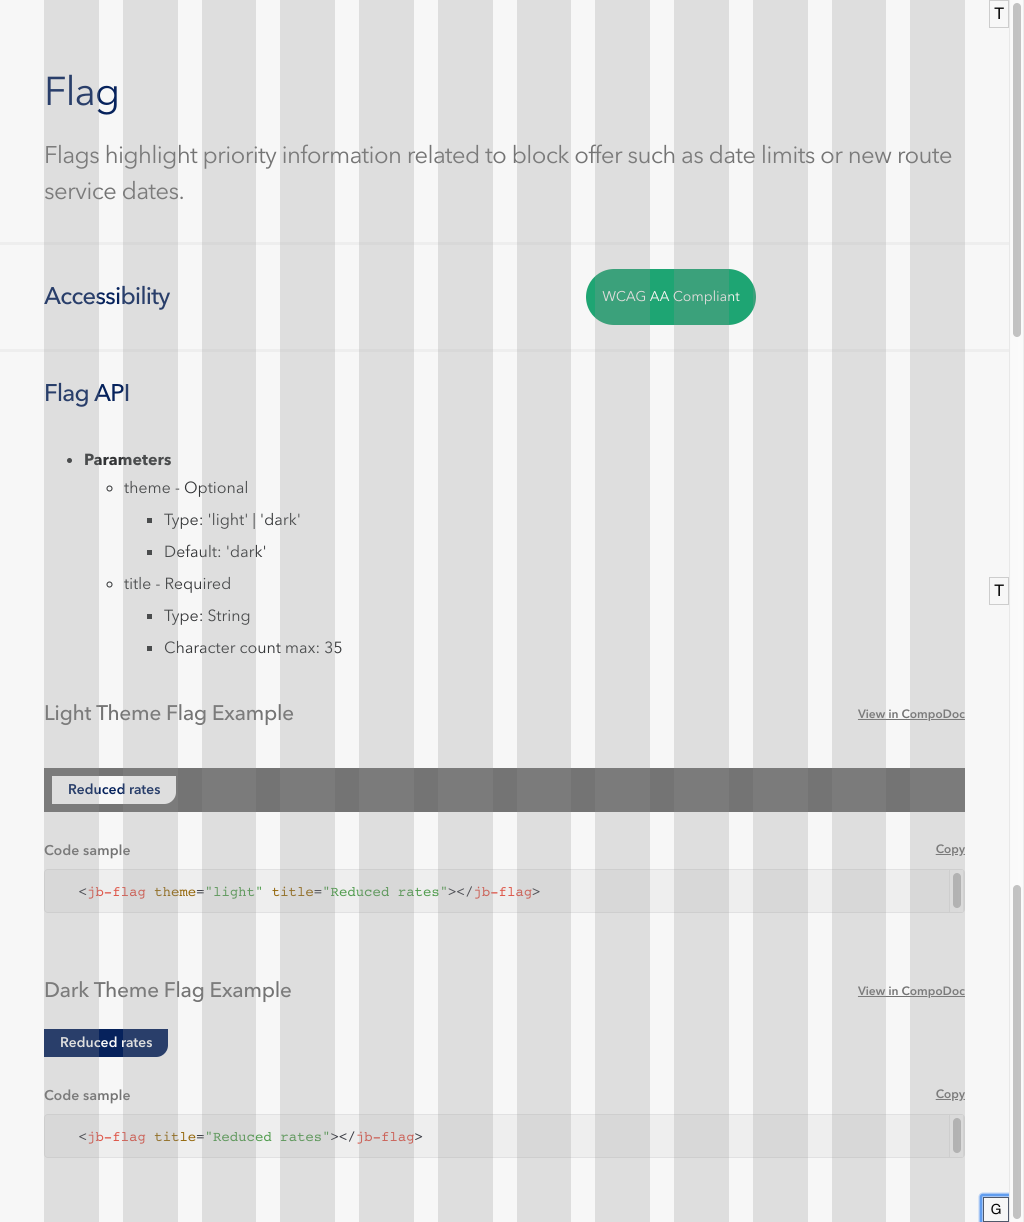 T
Flag
Flags highlight priority information related to block offer such as date limits or new route
service dates.
Accessibility
WCAG AA Compliant
Flag API
Parameters
theme - Optional
Type: 'light' | 'dark'
Default: 'dark'
title - Required
T
Type: String
Character count max: 35
Light Theme Flag Example
View in CompoDoc
Reduced rates
Code sample
Copy
<jb-flag theme="light" title="Reduced rates"></jb-flag>
Dark Theme Flag Example
View in CompoDoc
Reduced rates
Code sample
Copy
<jb-flag title="Reduced rates"></jb-flag>
G